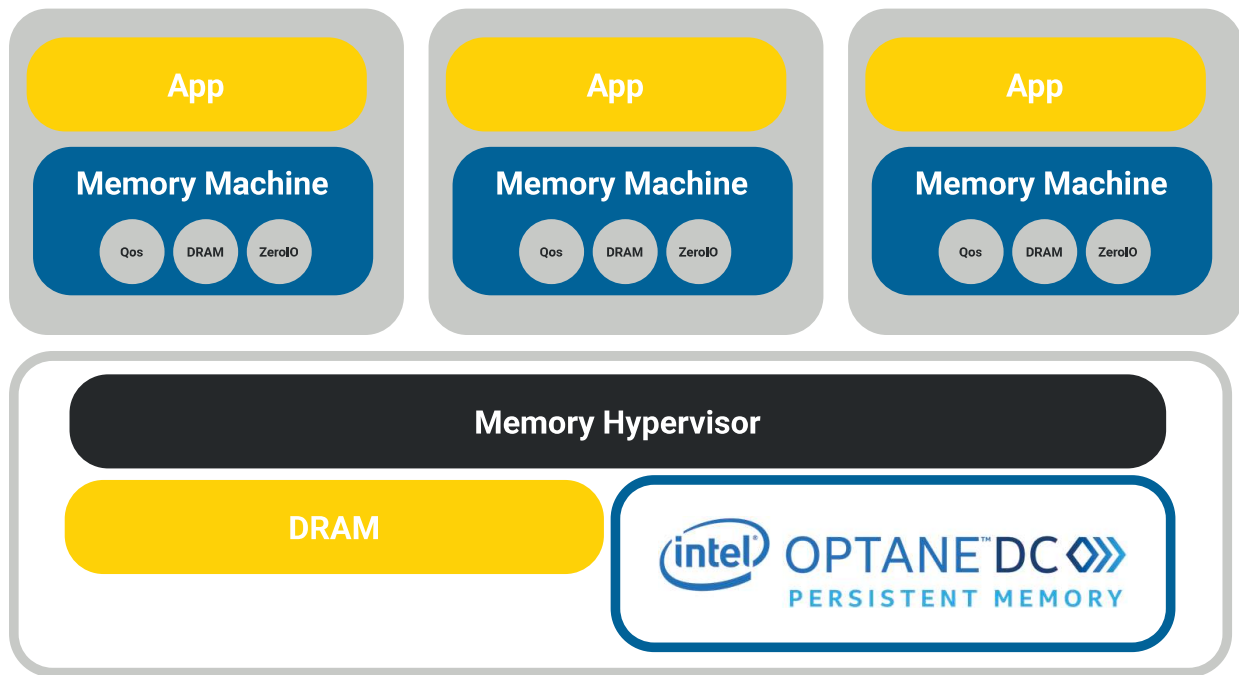 App
Memory Machine
Qos DRAM ZeroIO
App
Memory Machine
Qos DRAM ZeroIO
App
Memory Machine
Qos DRAM ZeroIO
Memory Hypervisor
DRAM
intel® OPTANE™ DC
PERSISTENT MEMORY